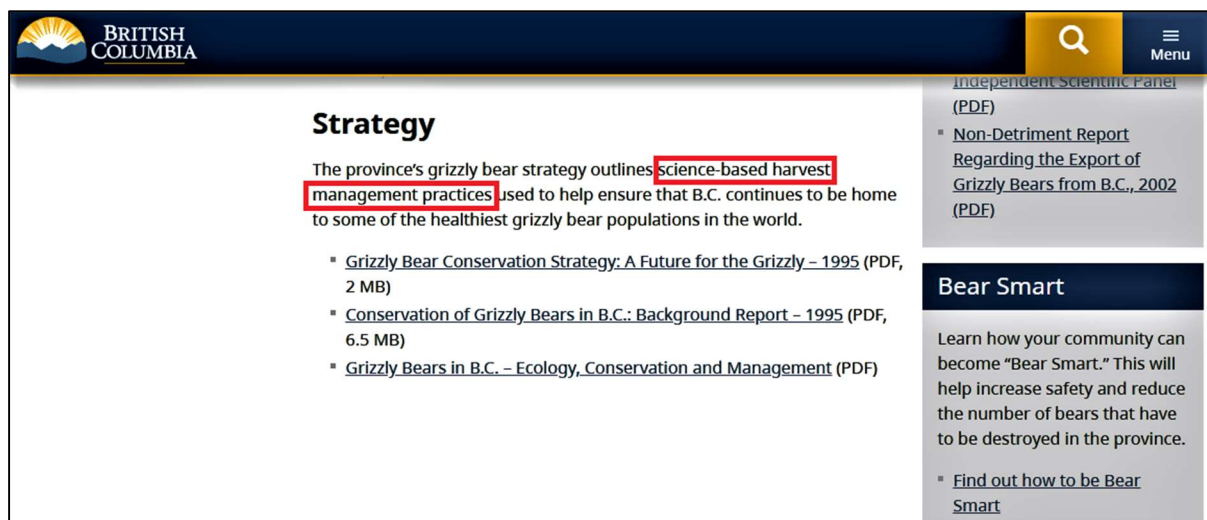 BRITISH
COLUMBIA
Menu
Strategy
The province's grizzly bear strategy outlines science-based harvest
management practices used to help ensure that B.C. continues to be home
to some of the healthiest grizzly bear populations in the world.
Grizzly Bear Conservation Strategy: A Future for the Grizzly – 1995 (PDF,
2 MB)
Conservation of Grizzly Bears in B.C.: Background Report – 1995 (PDF,
6.5 MB)
Grizzly Bears in B.C. – Ecology, Conservation and Management (PDF)
Independent Scientific Panel
(PDF)
Non-Detriment Report
Regarding the Export of
Grizzly Bears from B.C., 2002
(PDF)
Bear Smart
Learn how your community can
become “Bear Smart.” This will
help increase safety and reduce
the number of bears that have
to be destroyed in the province.
Find out how to be Bear
Smart